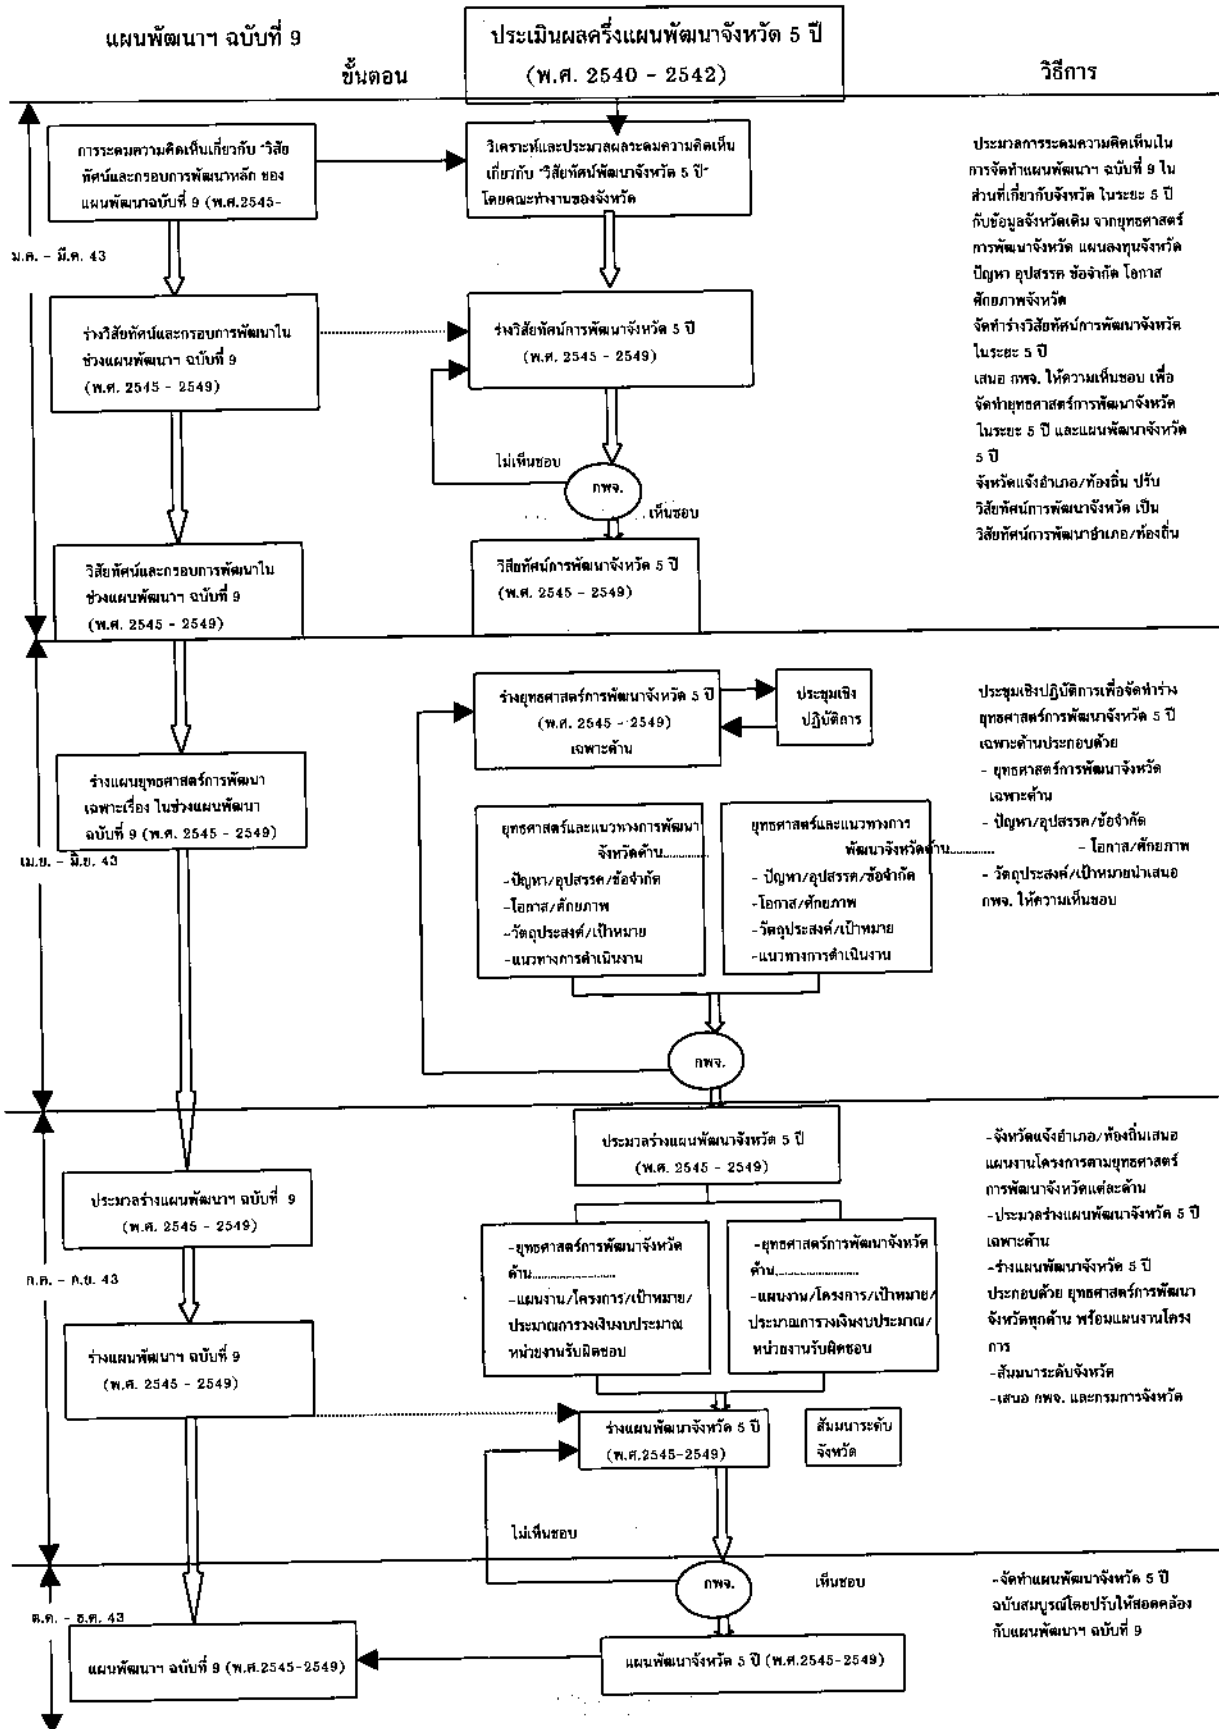 แผนพัฒนาฯ ฉบับที่ 9
ขั้นตอน
ประเมินผลครึ่งแผนพัฒนาจังหวัด 5 ปี
(พ.ศ. 2540 - 2542)
วิธีการ
ม.ค. - มี.ค. 43
การระดมความคิดเห็นเกี่ยวกับ "วิสัย
ทัศน์และกรอบการพัฒนาหลัก ของ
แผนพัฒนาฉบับที่ 9 (พ.ศ.2545-
วิเคราะห์และประมวลผลระดมความคิดเห็น
เกี่ยวกับ "วิสัยทัศน์พัฒนาจังหวัด 5 ปี"
โดยคณะทำงานของจังหวัด
ร่างวิสัยทัศน์และกรอบการพัฒนาใน
ช่วงแผนพัฒนาฯ ฉบับที่ 9
(พ.ศ. 2545 - 2549)
ร่างวิสัยทัศน์การพัฒนาจังหวัด 5 ปี
(พ.ศ. 2545 - 2549)
ไม่เห็นชอบ
กพจ.
เห็นชอบ
วิสัยทัศน์และกรอบการพัฒนาใน
ช่วงแผนพัฒนาฯ ฉบับที่ 9
(พ.ศ. 2545 - 2549)
วิสัยทัศน์การพัฒนาจังหวัด 5 ปี
(พ.ศ. 2545 - 2549)
ประมวลการระดมความคิดเห็นใน
การจัดทำแผนพัฒนาฯ ฉบับที่ 9 ใน
ส่วนที่เกี่ยวกับจังหวัด ในระยะ 5 ปี
กับข้อมูลจังหวัดเดิม จากยุทธศาสตร์
การพัฒนาจังหวัด แผนลงทุนจังหวัด
ปัญหา อุปสรรค ข้อจำกัด โอกาส
ศักยภาพจังหวัด
จัดทำร่างวิสัยทัศน์การพัฒนาจังหวัด
ในระยะ 5 ปี
เสนอ กพจ. ให้ความเห็นชอบ เพื่อ
จัดทำยุทธศาสตร์การพัฒนาจังหวัด
ในระยะ 5 ปี และแผนพัฒนาจังหวัด
5 ปี
จังหวัดแจ้งอำเภอ/ท้องถิ่น ปรับ
วิสัยทัศน์การพัฒนาจังหวัด เป็น
วิสัยทัศน์การพัฒนาอำเภอ/ท้องถิ่น
เม.ย. - มิ.ย. 43
ร่างแผนยุทธศาสตร์การพัฒนา
เฉพาะเรื่อง ในช่วงแผนพัฒนา
ฉบับที่ 9 (พ.ศ. 2545 - 2549)
ร่างยุทธศาสตร์การพัฒนาจังหวัด 5 ปี
(พ.ศ. 2545 - 2549)
เฉพาะด้าน
ประชุมเชิง
ปฏิบัติการ
ยุทธศาสตร์และแนวทางการพัฒนา
จังหวัดด้าน............
-ปัญหา/อุปสรรค/ข้อจำกัด
-โอกาส/ศักยภาพ
-วัตถุประสงค์/เป้าหมาย
-แนวทางการดำเนินงาน
ยุทธศาสตร์และแนวทางการ
พัฒนาจังหวัดด้าน............
- ปัญหา/อุปสรรค/ข้อจำกัด
-โอกาส/ศักยภาพ
-วัตถุประสงค์/เป้าหมาย
-แนวทางการดำเนินงาน
กพจ.
ประชุมเชิงปฏิบัติการเพื่อจัดทำร่าง
ยุทธศาสตร์การพัฒนาจังหวัด 5 ปี
เฉพาะด้านประกอบด้วย
- ยุทธศาสตร์การพัฒนาจังหวัด
เฉพาะด้าน
- ปัญหา/อุปสรรค/ข้อจำกัด
- โอกาส/ศักยภาพ
- วัตถุประสงค์/เป้าหมายนำเสนอ
กพจ. ให้ความเห็นชอบ
ก.ค. - ก.ย. 43
ประมวลร่างแผนพัฒนาฯ ฉบับที่ 9
(พ.ศ. 2545 - 2549)
ร่างแผนพัฒนาฯ ฉบับที่ 9
(พ.ศ. 2545 - 2549)
ประมวลร่างแผนพัฒนาจังหวัด 5 ปี
(พ.ศ. 2545 - 2549)
-ยุทธศาสตร์การพัฒนาจังหวัด
ด้าน.....................
-แผนงาน/โครงการ/เป้าหมาย/
ประมาณการวงเงินงบประมาณ
หน่วยงานรับผิดชอบ
-ยุทธศาสตร์การพัฒนาจังหวัด
ด้าน.....................
-แผนงาน/โครงการ/เป้าหมาย/
ประมาณการวงเงินงบประมาณ/
หน่วยงานรับผิดชอบ
ร่างแผนพัฒนาจังหวัด 5 ปี
(พ.ศ.2545-2549)
สัมมนาระดับ
จังหวัด
-จังหวัดแจ้งอำเภอ/ท้องถิ่นเสนอ
แผนงานโครงการตามยุทธศาสตร์
การพัฒนาจังหวัดแต่ละด้าน
-ประมวลร่างแผนพัฒนาจังหวัด 5 ปี
เฉพาะด้าน
-ร่างแผนพัฒนาจังหวัด 5 ปี
ประกอบด้วย ยุทธศาสตร์การพัฒนา
จังหวัดทุกด้าน พร้อมแผนงานโครง
การ
-สัมมนาระดับจังหวัด
-เสนอ กพจ. และกรมการจังหวัด
ไม่เห็นชอบ
กพจ.
เห็นชอบ
ต.ค. - ธ.ค. 43
แผนพัฒนาฯ ฉบับที่ 9 (พ.ศ.2545-2549)
แผนพัฒนาจังหวัด 5 ปี (พ.ศ.2545-2549)
-จัดทำแผนพัฒนาจังหวัด 5 ปี
ฉบับสมบูรณ์โดยปรับให้สอดคล้อง
กับแผนพัฒนาฯ ฉบับที่ 9